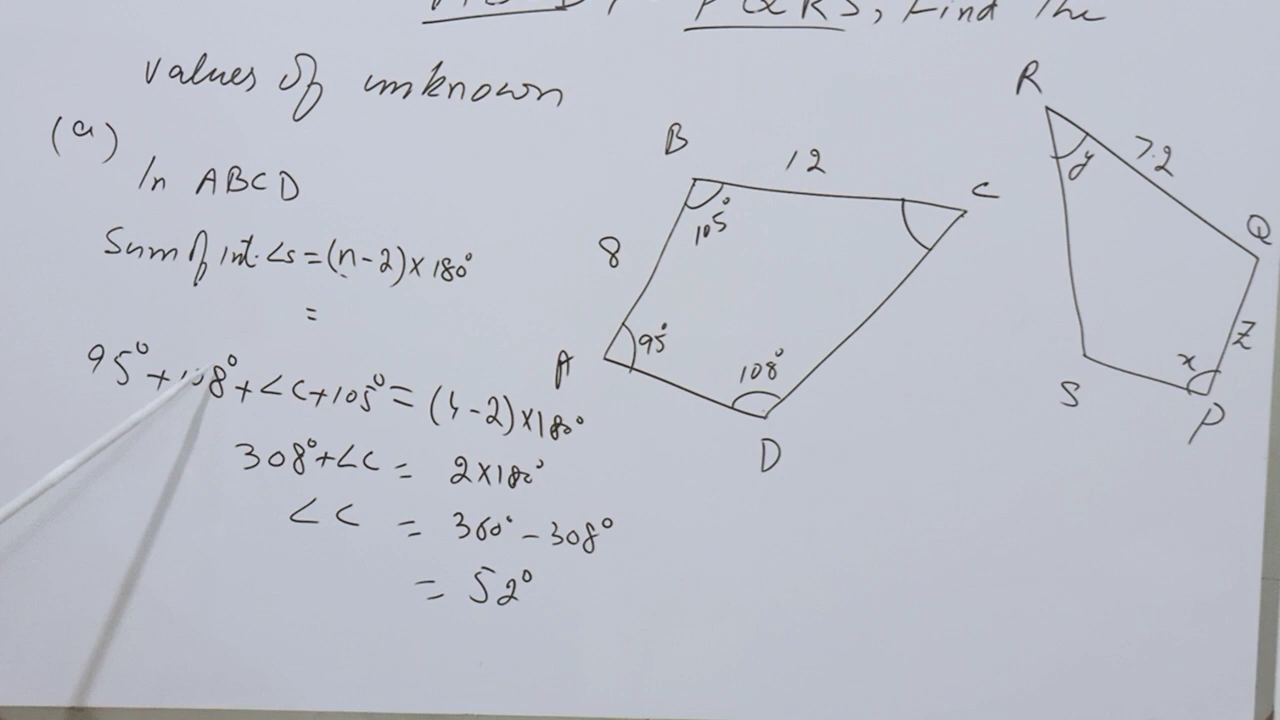 PQRS, Find the
values of unknown
(a)
In ABCD
Sum of int. ∠s = (n-2)×180°
=
95°+108°+∠C+105° = (4-2)×180°
308°+∠C = 2×180°
∠C = 360° - 308°
= 52°
B
12
C
8
105°
A
95°
108°
D
R
y
7.2
Q
z
x
S
P